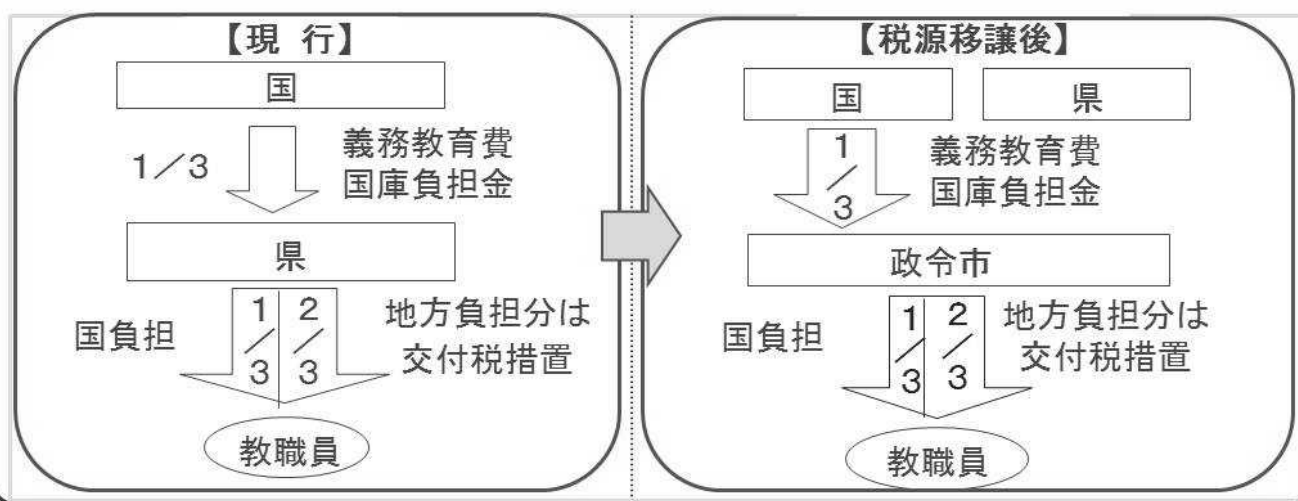 【現 行】
国
1/3
義務教育費
国庫負担金
県
国負担
1/3
2/3
地方負担分は
交付税措置
教職員
【税源移譲後】
国
県
1/3
義務教育費
国庫負担金
政令市
国負担
1/3
2/3
地方負担分は
交付税措置
教職員